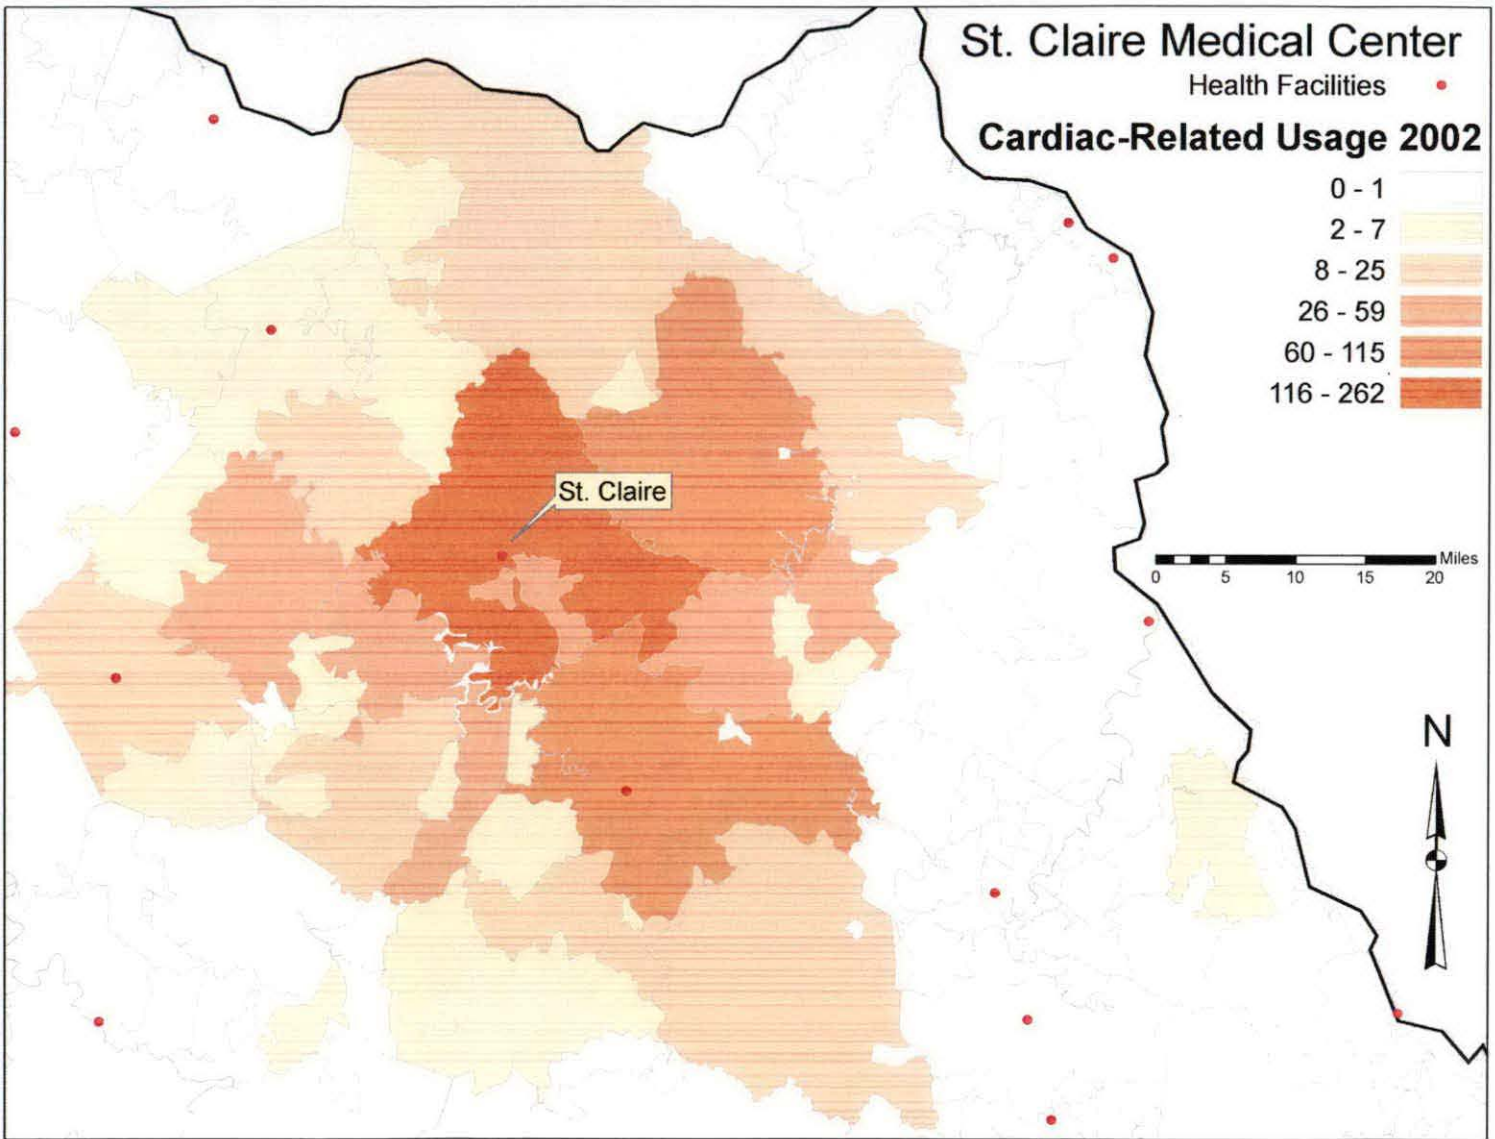 St. Claire Medical Center
Health Facilities
Cardiac-Related Usage 2002
0 - 1
2 - 7
8 - 25
26 - 59
60 - 115
116 - 262
St. Claire
Miles
0 5 10 15 20
N